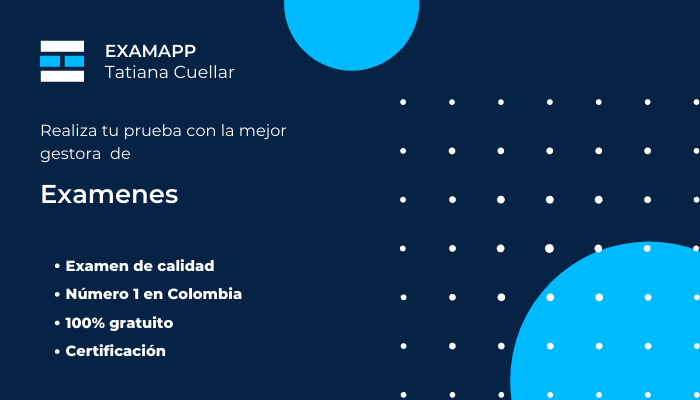 EXAMAPP
Tatiana Cuellar
Realiza tu prueba con la mejor
gestora de
Examenes
• Examen de calidad
• Número 1 en Colombia
• 100% gratuito
• Certificación